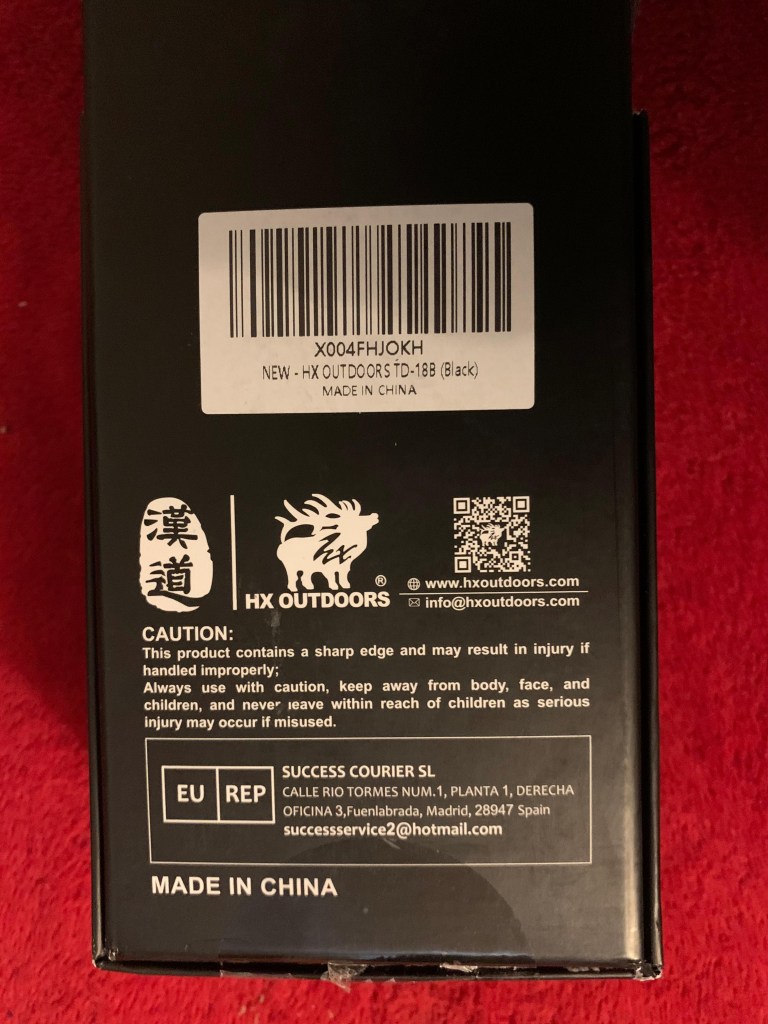 X004FHJOKH
NEW - HX OUTDOORS TD-18B (Black)
MADE IN CHINA
漢道
hx
HX OUTDOORS®
www.hxoutdoors.com
info@hxoutdoors.com
CAUTION:
This product contains a sharp edge and may result in injury if
handled improperly;
Always use with caution, keep away from body, face, and
children, and never leave within reach of children as serious
injury may occur if misused.
EU REP
SUCCESS COURIER SL
CALLE RIO TORMES NUM.1, PLANTA 1, DERECHA
OFICINA 3,Fuenlabrada, Madrid, 28947 Spain
successservice2@hotmail.com
MADE IN CHINA